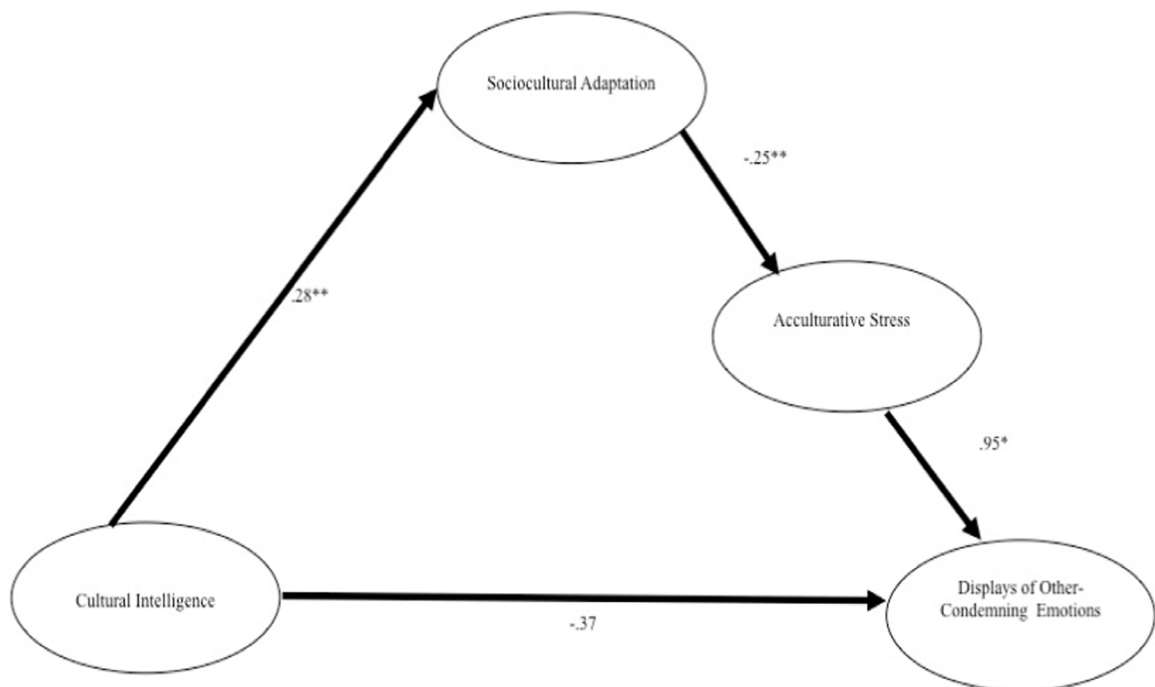 Sociocultural Adaptation
-.25**
.28**
Acculturative Stress
.95*
Cultural Intelligence
Displays of Other-
Condemning Emotions
-.37